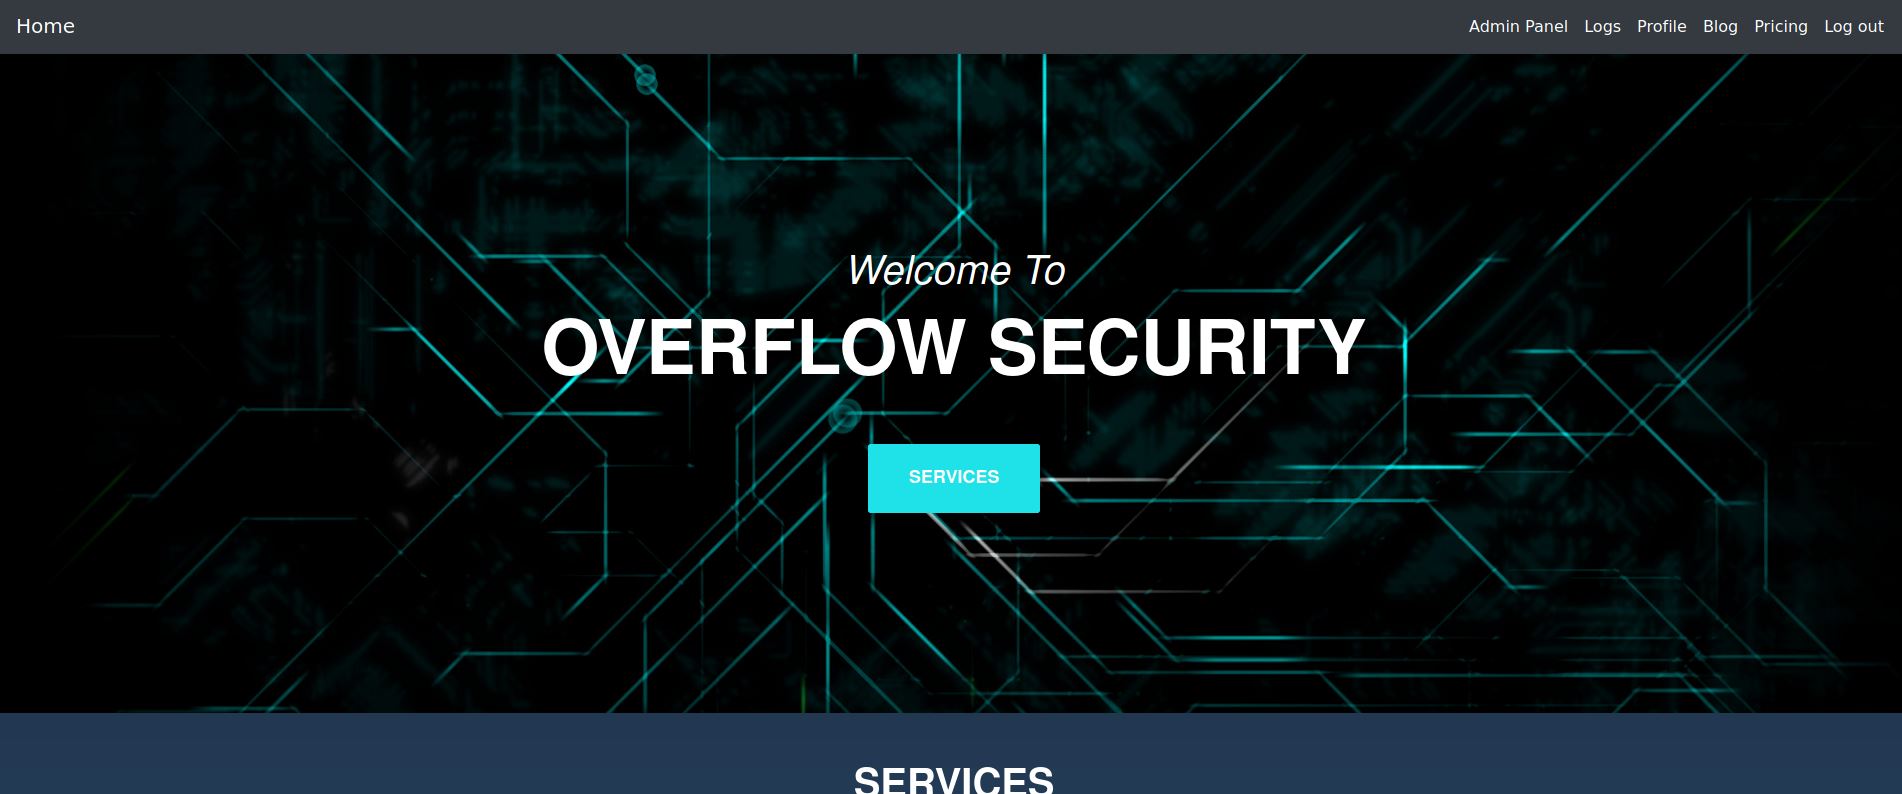 Home
Admin Panel Logs Profile Blog Pricing Log out
Welcome To
OVERFLOW SECURITY
SERVICES
SERVICES